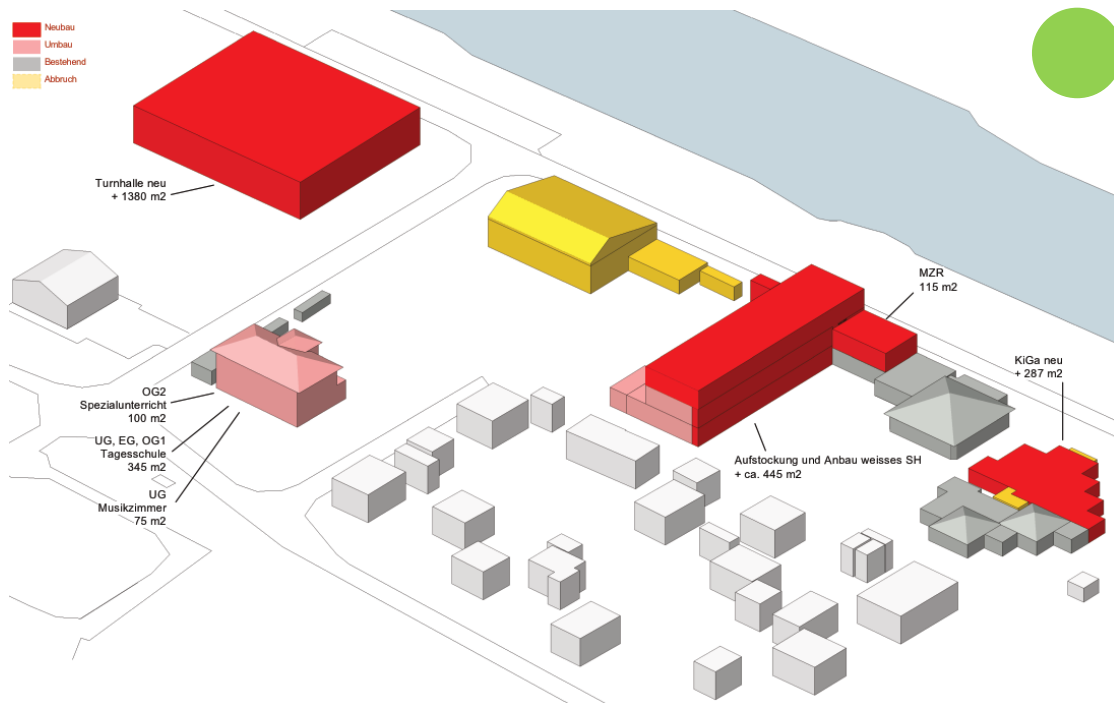 Neubau
Umbau
Bestehend
Abbruch
Turnhalle neu
+ 1380 m2
MZR
115 m2
KiGa neu
+ 287 m2
OG2
Spezialunterricht
100 m2
UG, EG, OG1
Tagesschule
345 m2
UG
Musikzimmer
75 m2
Aufstockung und Anbau weisses SH
+ ca. 445 m2